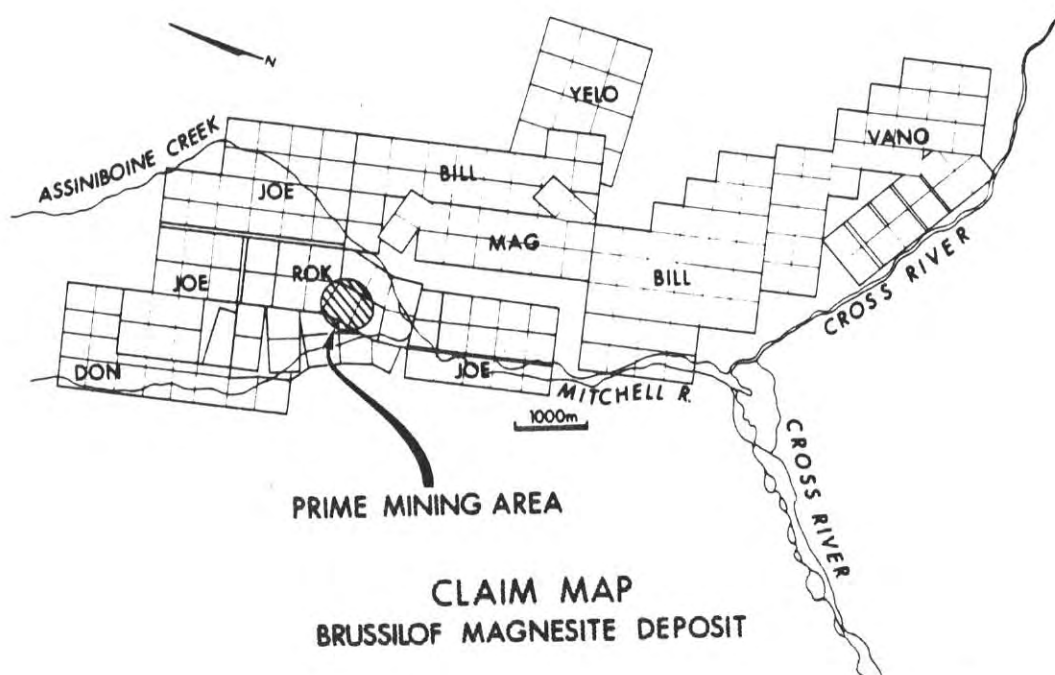 N
YELO
ASSINIBOINE CREEK
VANO
BILL
JOE
MAG
ROK
JOE
BILL
CROSS RIVER
DON
JOE
MITCHELL R.
1000m
CROSS RIVER
PRIME MINING AREA
CLAIM MAP
BRUSSILOF MAGNESITE DEPOSIT